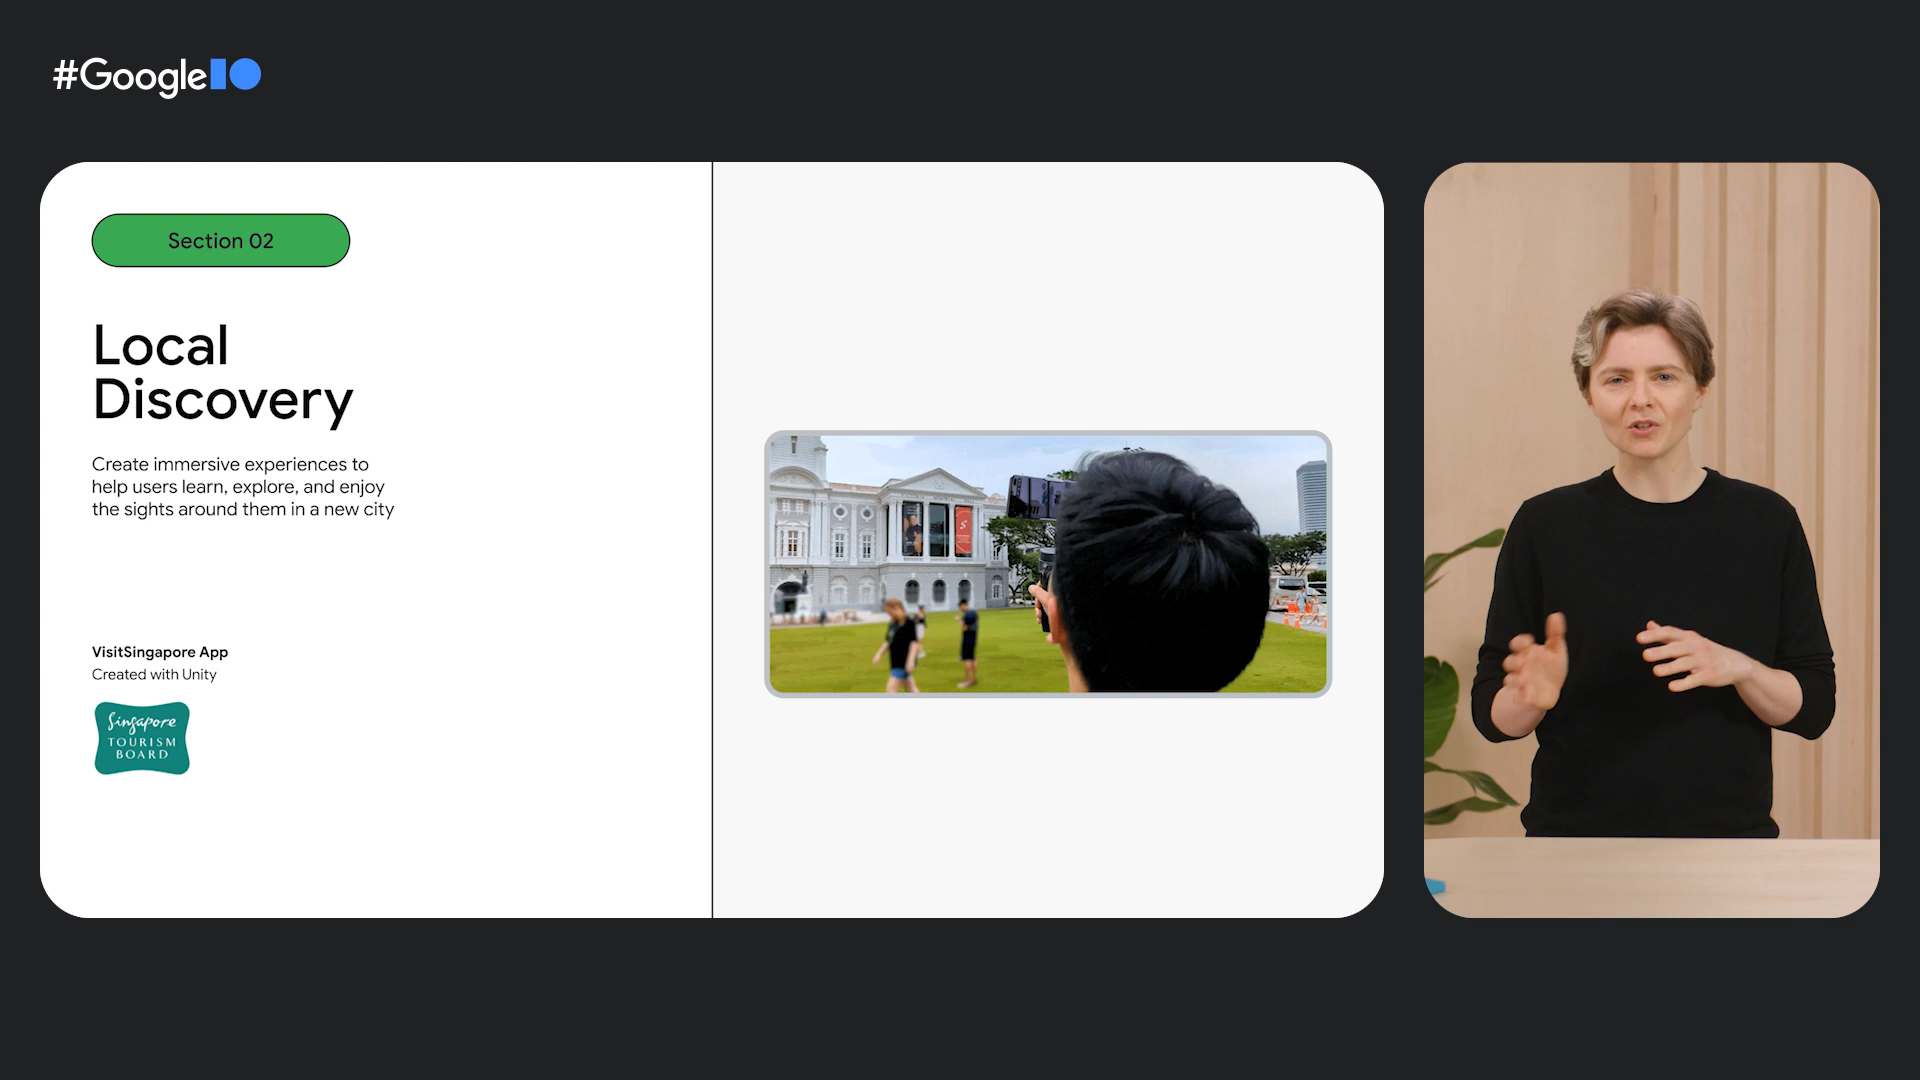 #GoogleIO
Section 02
Local
Discovery
Create immersive experiences to
help users learn, explore, and enjoy
the sights around them in a new city
VisitSingapore App
Created with Unity
Singapore
TOURISM
BOARD